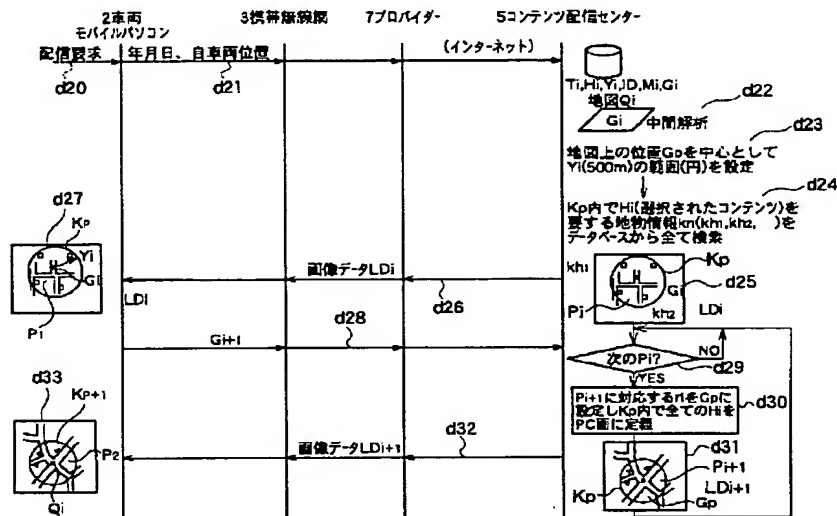 2車両
モバイルパソコン
3携帯無線網
7プロバイダー
5コンテンツ配信センター
配信要求
年月日、自車両位置
(インターネット)
d20
d21
Ti,Hi,Yi,ID,Mi,Gi
地図Qi
Gi
中間解析
d22
d23
地図上の位置Gpを中心として
Yi(500m)の範囲(円)を設定
d24
Kp内でHi(選択されたコンテンツ)を
要する地物情報kn(kh1,kh2, )を
データベースから全て検索
d27
Kp
Yi
Gi
P1
LDi
画像データLDi
d26
kh1
Kp
Gi
d25
Pi
kh2
LDi
Gi+1
d28
次のPi?
NO
d29
YES
Pi+1に対応するriをGpに
設定しKp内で全てのHiを
PC画に定義
d30
d33
Kp+1
P2
Qi
画像データLDi+1
d32
d31
Pi+1
LDi+1
Kp
Gp